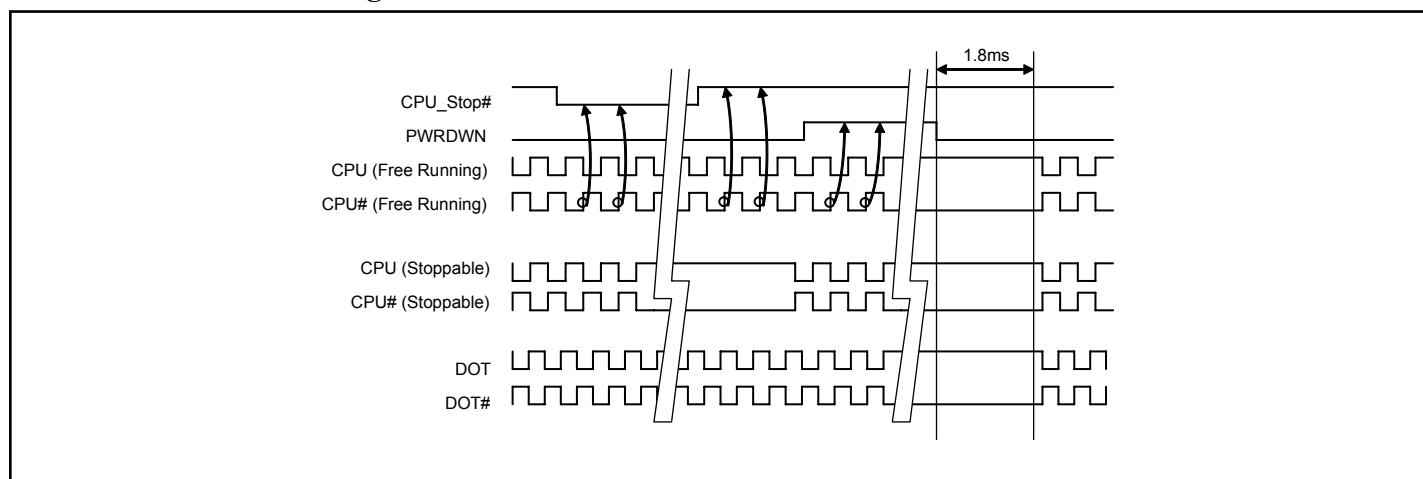 1.8ms
CPU_Stop#
PWRDWN
CPU (Free Running)
CPU# (Free Running)
CPU (Stoppable)
CPU# (Stoppable)
DOT
DOT#